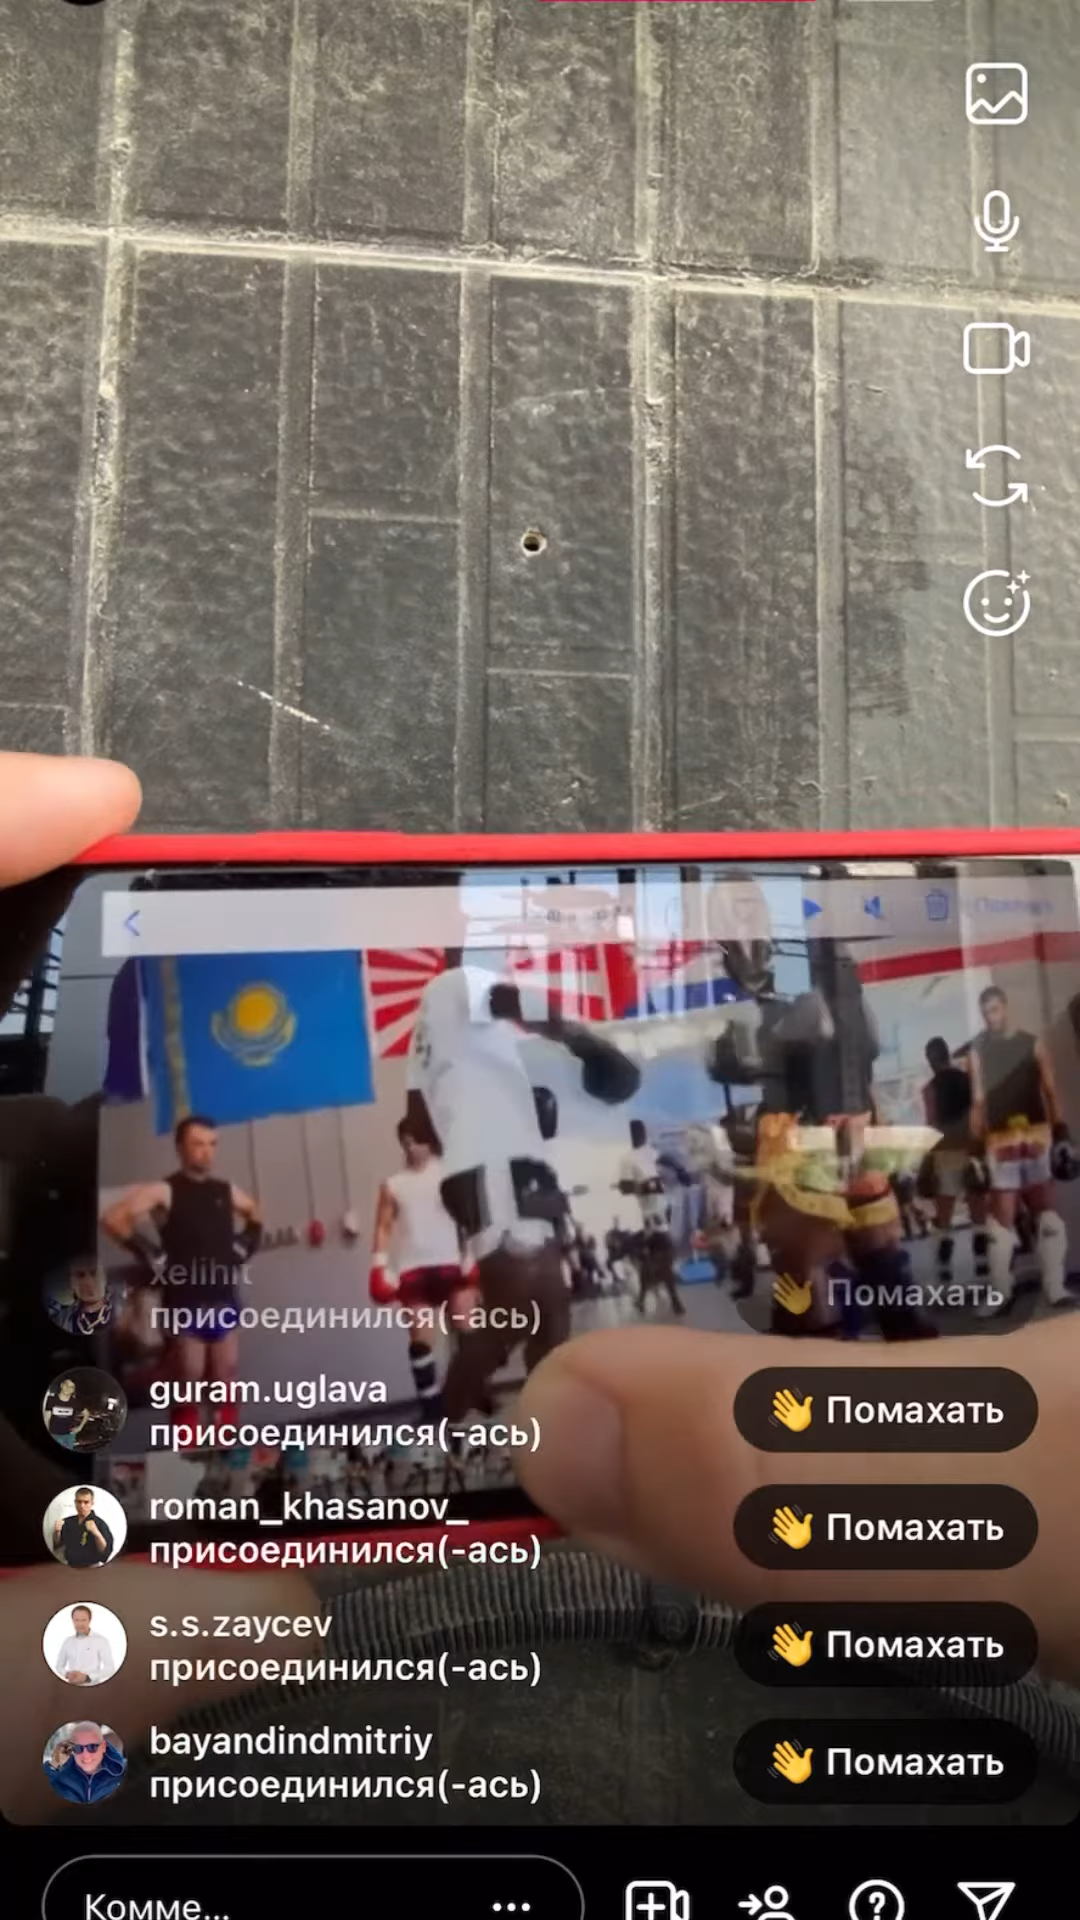 xelihit
присоединился(-ась)
👋 Помахать
guram.uglava
присоединился(-ась)
👋 Помахать
roman_khasanov_
присоединился(-ась)
👋 Помахать
s.s.zaycev
присоединился(-ась)
👋 Помахать
bayandindmitriy
присоединился(-ась)
👋 Помахать
Комме...